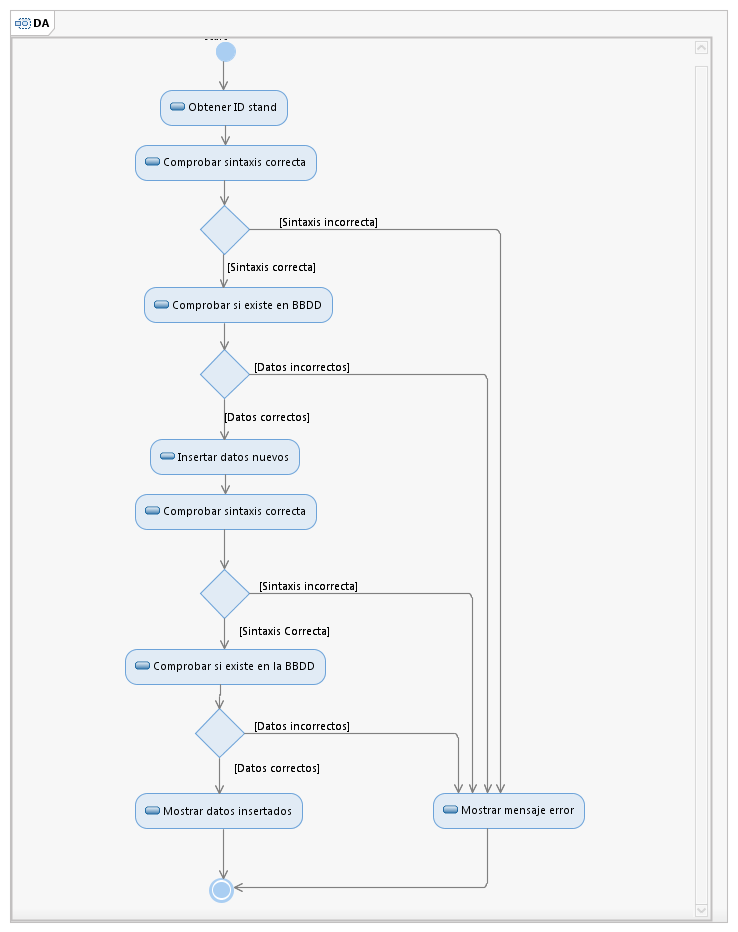 DA
Obtener ID stand
Comprobar sintaxis correcta
[Sintaxis incorrecta]
[Sintaxis correcta]
Comprobar si existe en BBDD
[Datos incorrectos]
[Datos correctos]
Insertar datos nuevos
Comprobar sintaxis correcta
[Sintaxis incorrecta]
[Sintaxis Correcta]
Comprobar si existe en la BBDD
[Datos incorrectos]
[Datos correctos]
Mostrar datos insertados
Mostrar mensaje error